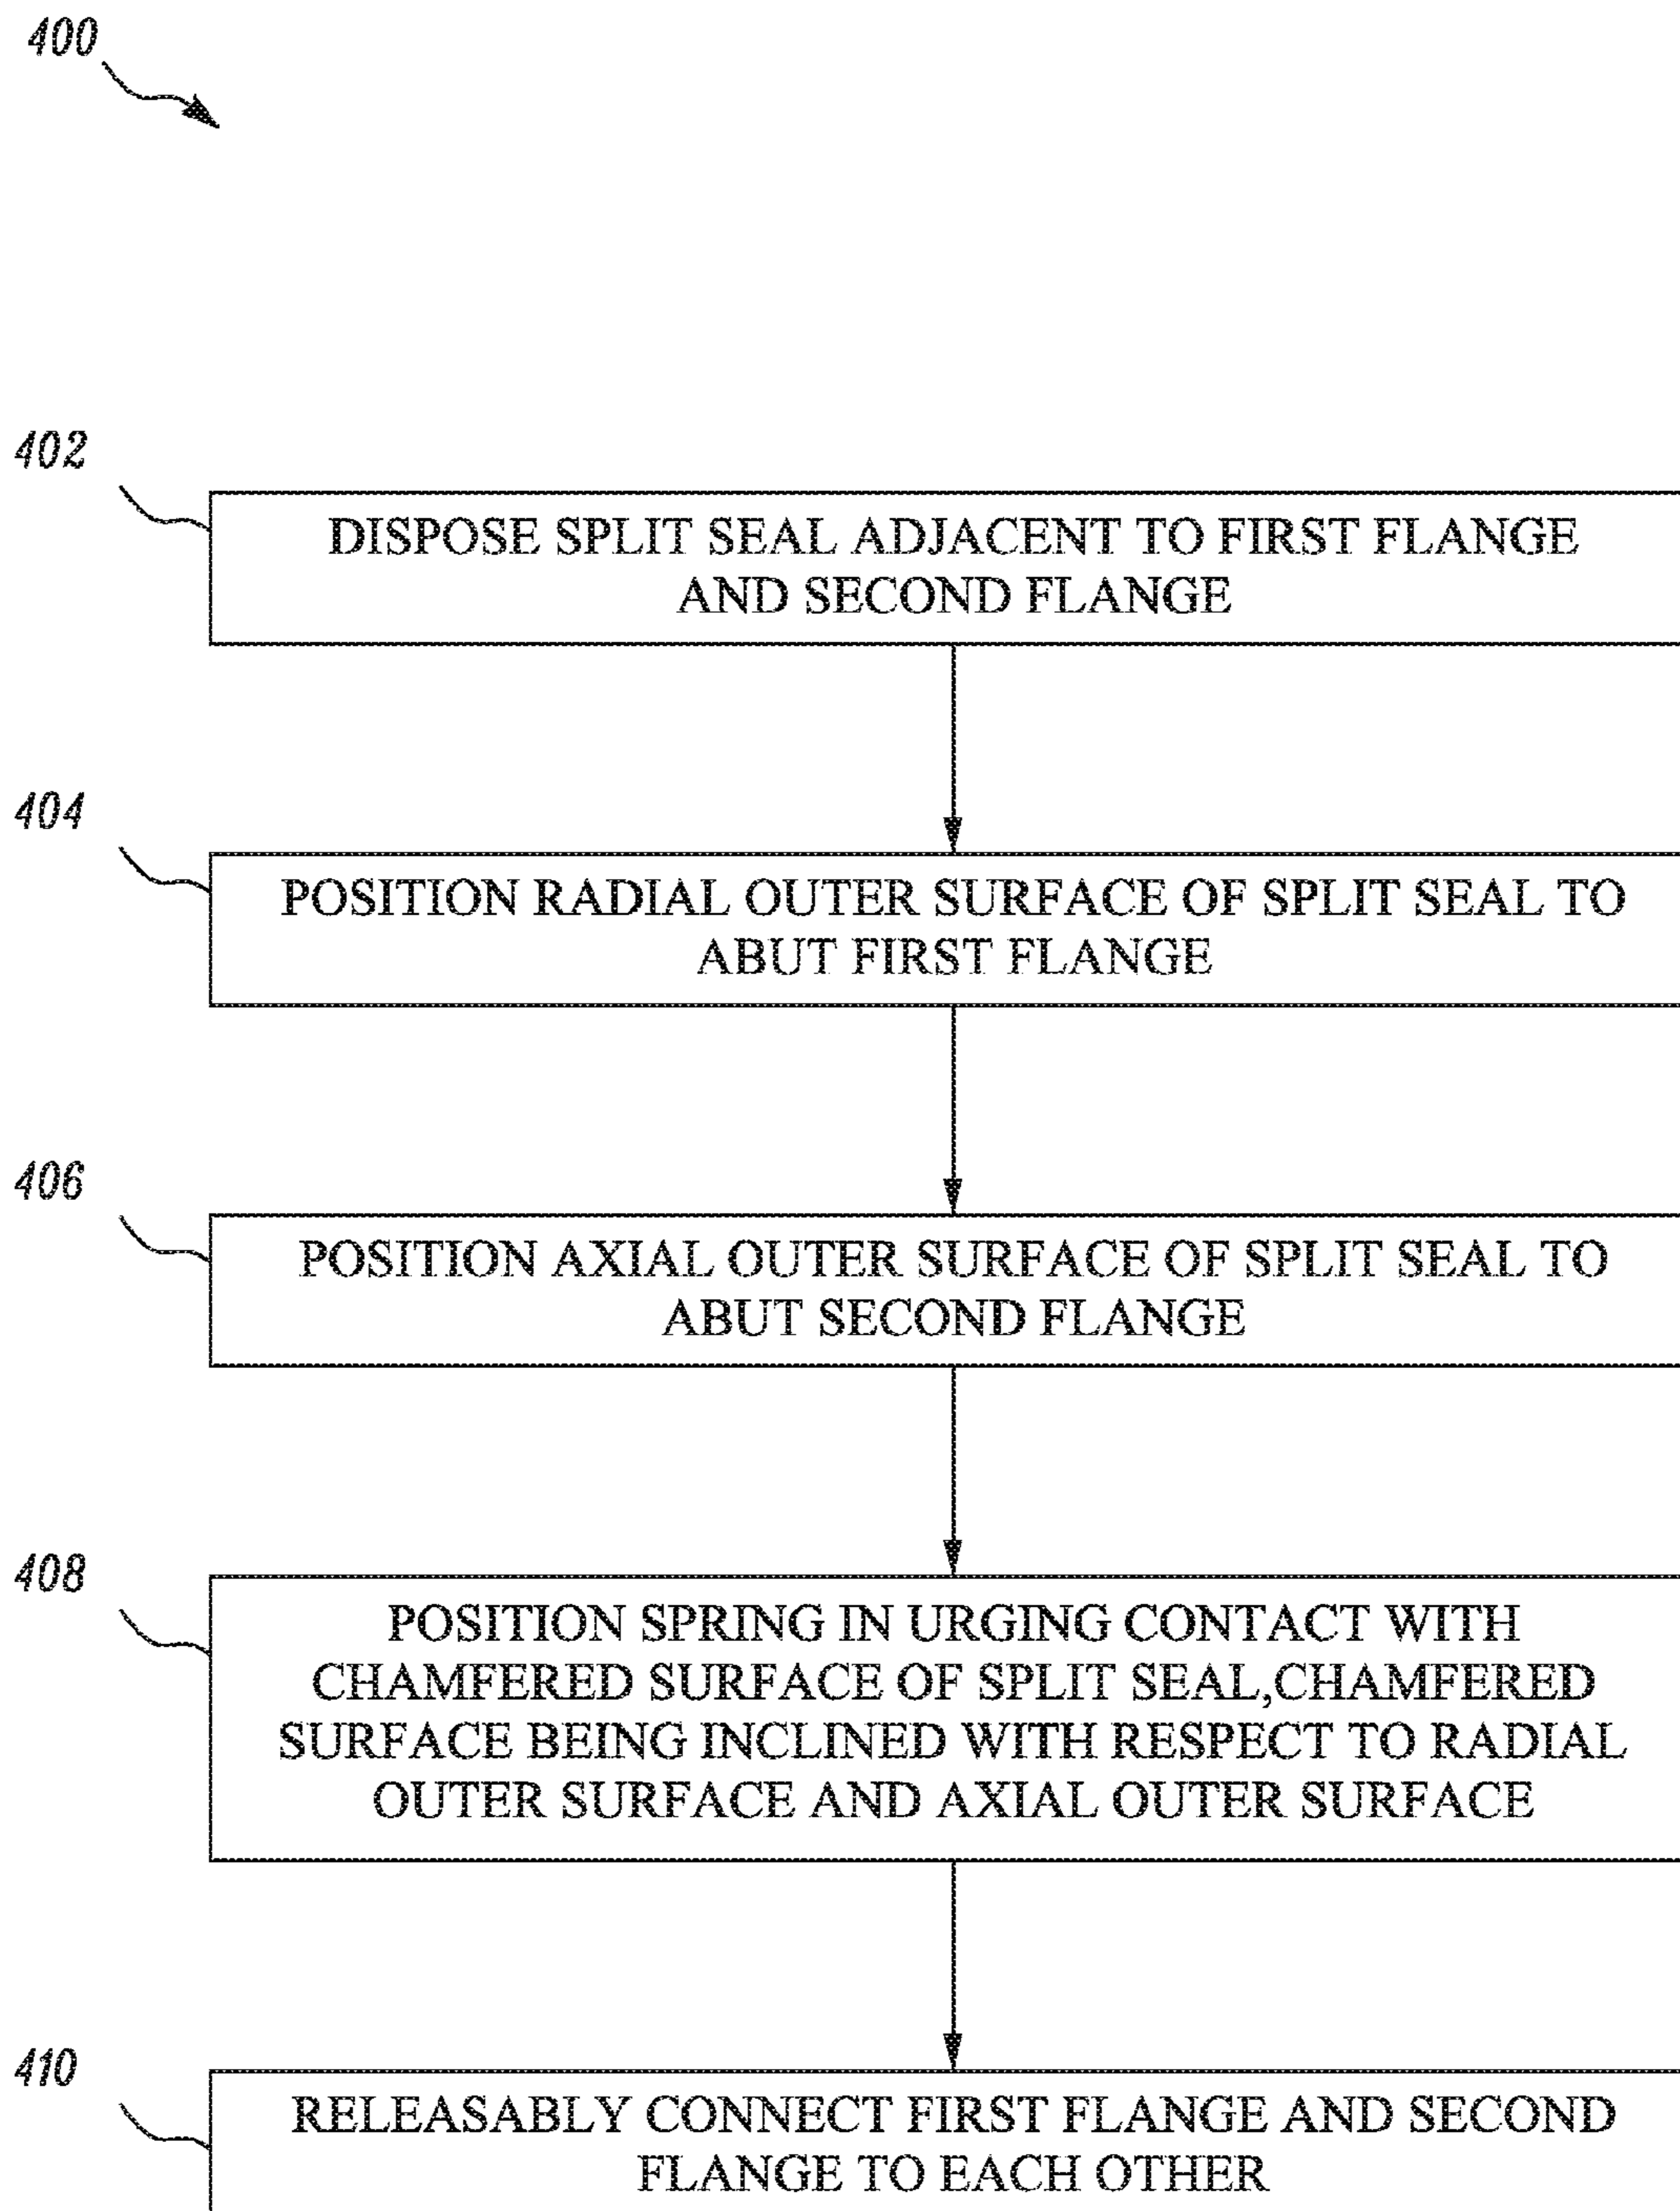 400
402
DISPOSE SPLIT SEAL ADJACENT TO FIRST FLANGE
AND SECOND FLANGE
404
POSITION RADIAL OUTER SURFACE OF SPLIT SEAL TO
ABUT FIRST FLANGE
406
POSITION AXIAL OUTER SURFACE OF SPLIT SEAL TO
ABUT SECOND FLANGE
408
POSITION SPRING IN URGING CONTACT WITH
CHAMFERED SURFACE OF SPLIT SEAL,CHAMFERED
SURFACE BEING INCLINED WITH RESPECT TO RADIAL
OUTER SURFACE AND AXIAL OUTER SURFACE
410
RELEASABLY CONNECT FIRST FLANGE AND SECOND
FLANGE TO EACH OTHER